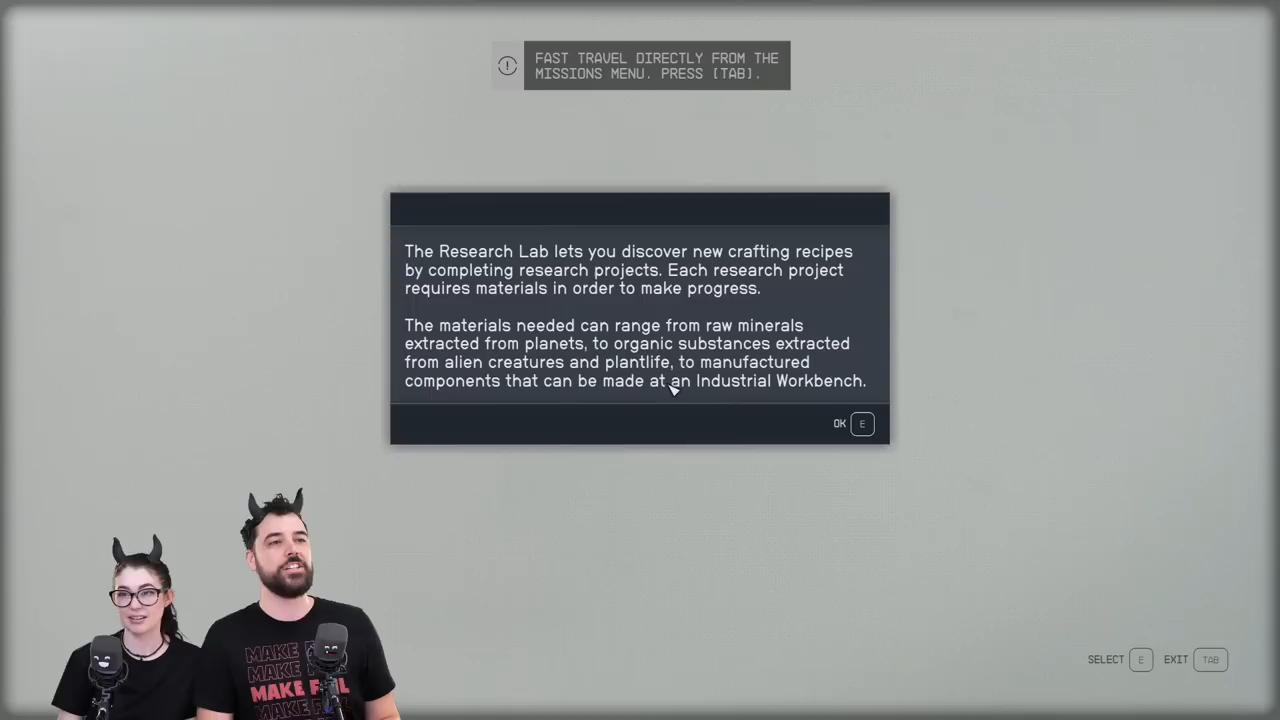 FAST TRAVEL DIRECTLY FROM THE
MISSIONS MENU. PRESS [TAB].
The Research Lab lets you discover new crafting recipes
by completing research projects. Each research project
requires materials in order to make progress.
The materials needed can range from raw minerals
extracted from planets, to organic substances extracted
from alien creatures and plantlife, to manufactured
components that can be made at an Industrial Workbench.
OK E
MAKE
MAKE
MAKE
MAKE
SELECT E EXIT TAB